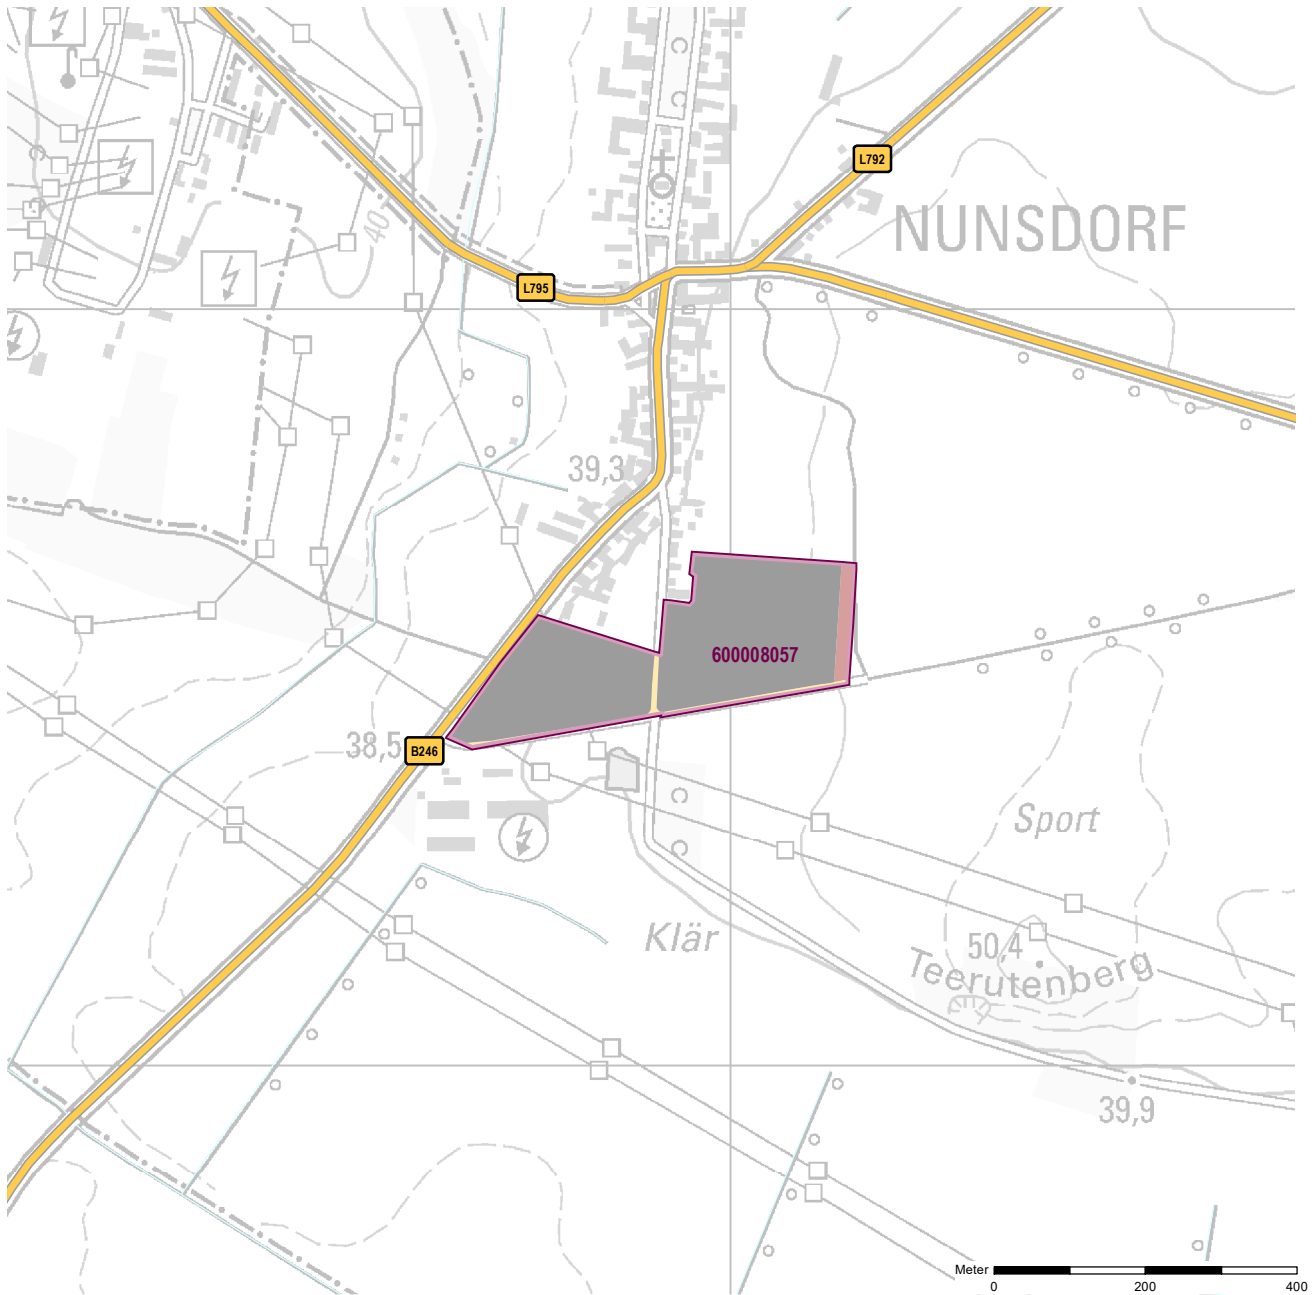 L792
NUNSDORF
40
L795
39,3
600008057
38,5
B246
Sport
Klär
50,4
Teerutenberg
39,9
Meter
0 200 400